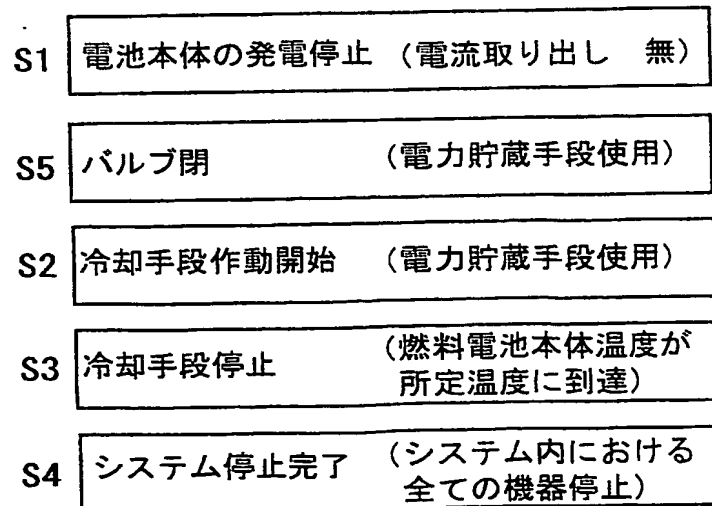 S1 電池本体の発電停止 (電流取り出し 無)
S5 バルブ閉 (電力貯蔵手段使用)
S2 冷却手段作動開始 (電力貯蔵手段使用)
S3 冷却手段停止 (燃料電池本体温度が
所定温度に到達)
S4 システム停止完了 (システム内における
全ての機器停止)